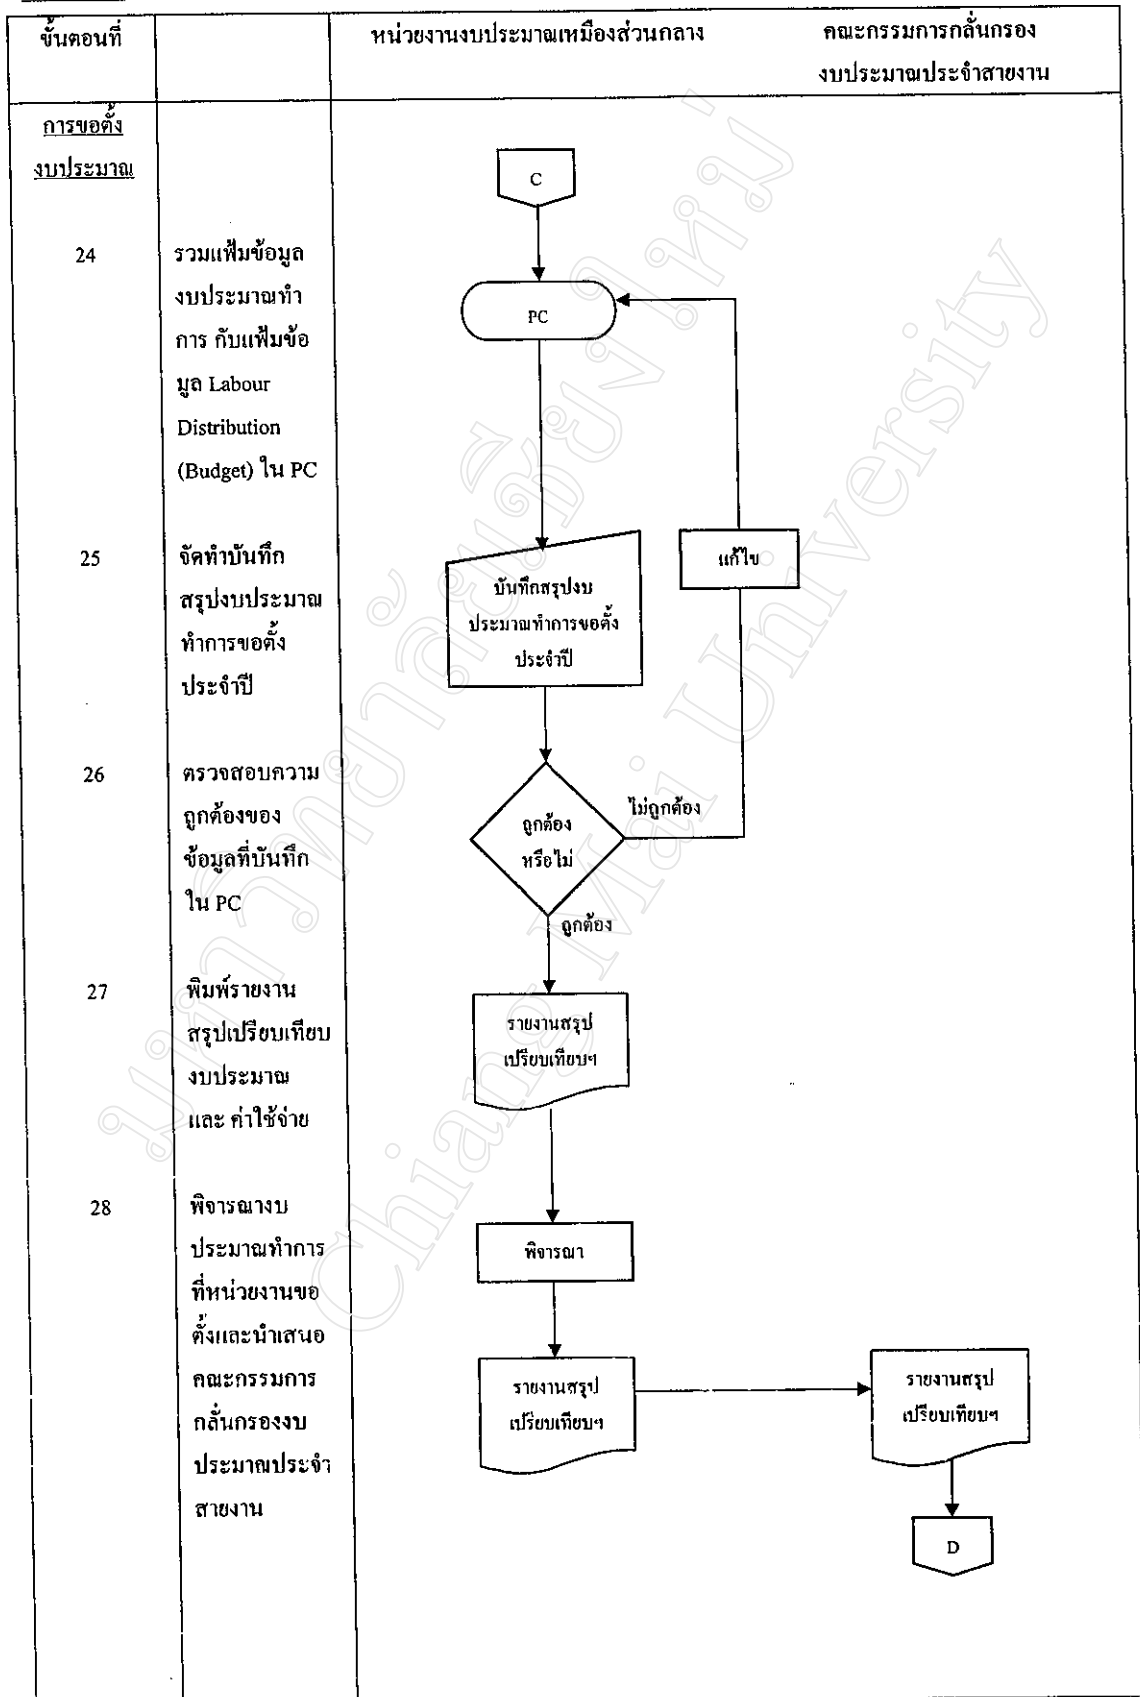 ขั้นตอนที่
หน่วยงานงบประมาณเหมืองส่วนกลาง
คณะกรรมการกลั่นกรอง
งบประมาณประจำสายงาน
การขอตั้ง
งบประมาณ
C
24
รวมแฟ้มข้อมูล
งบประมาณทำ
การ กับแฟ้มข้อ
มูล Labour
Distribution
(Budget) ใน PC
PC
25
จัดทำบันทึก
สรุปงบประมาณ
ทำการขอตั้ง
ประจำปี
บันทึกสรุปงบ
ประมาณทำการขอตั้ง
ประจำปี
แก้ไข
26
ตรวจสอบความ
ถูกต้องของ
ข้อมูลที่บันทึก
ใน PC
ถูกต้อง
หรือไม่
ไม่ถูกต้อง
ถูกต้อง
27
พิมพ์รายงาน
สรุปเปรียบเทียบ
งบประมาณ
และ ค่าใช้จ่าย
รายงานสรุป
เปรียบเทียบฯ
28
พิจารณางบ
ประมาณทำการ
ที่หน่วยงานขอ
ตั้งและนำเสนอ
คณะกรรมการ
กลั่นกรองงบ
ประมาณประจำ
สายงาน
พิจารณา
รายงานสรุป
เปรียบเทียบฯ
รายงานสรุป
เปรียบเทียบฯ
D
มหาวิทยาลัยเชียงใหม่
Chiang Mai University